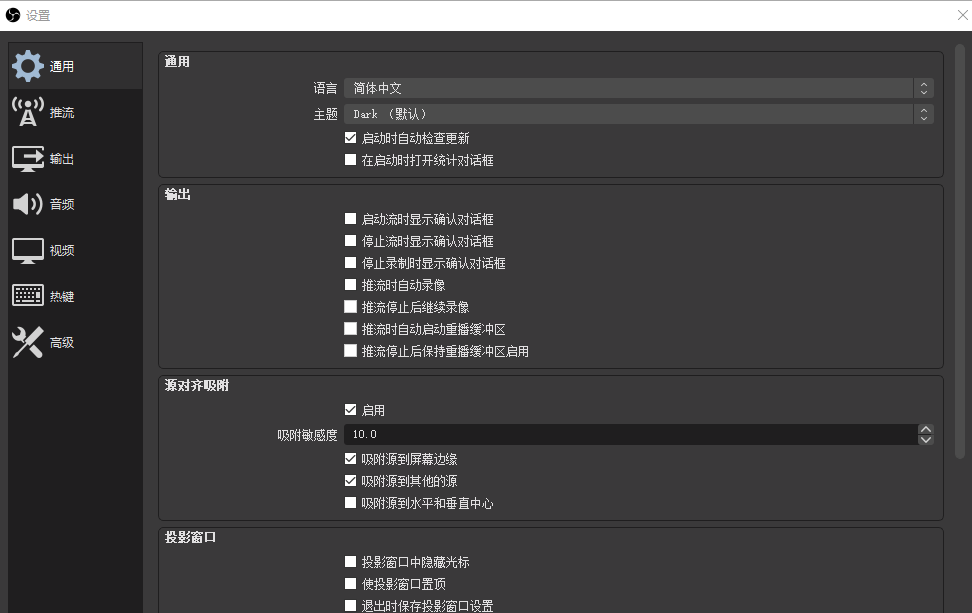 设置
通用
推流
输出
音频
视频
热键
高级
通用
语言 简体中文
主题 Dark （默认）
启动时自动检查更新
在启动时打开统计对话框
输出
启动流时显示确认对话框
停止流时显示确认对话框
停止录制时显示确认对话框
推流时自动录像
推流停止后继续录像
推流时自动启动重播缓冲区
推流停止后保持重播缓冲区启用
源对齐吸附
启用
吸附敏感度 10.0
吸附源到屏幕边缘
吸附源到其他的源
吸附源到水平和垂直中心
投影窗口
投影窗口中隐藏光标
使投影窗口置顶
退出时保存投影窗口设置